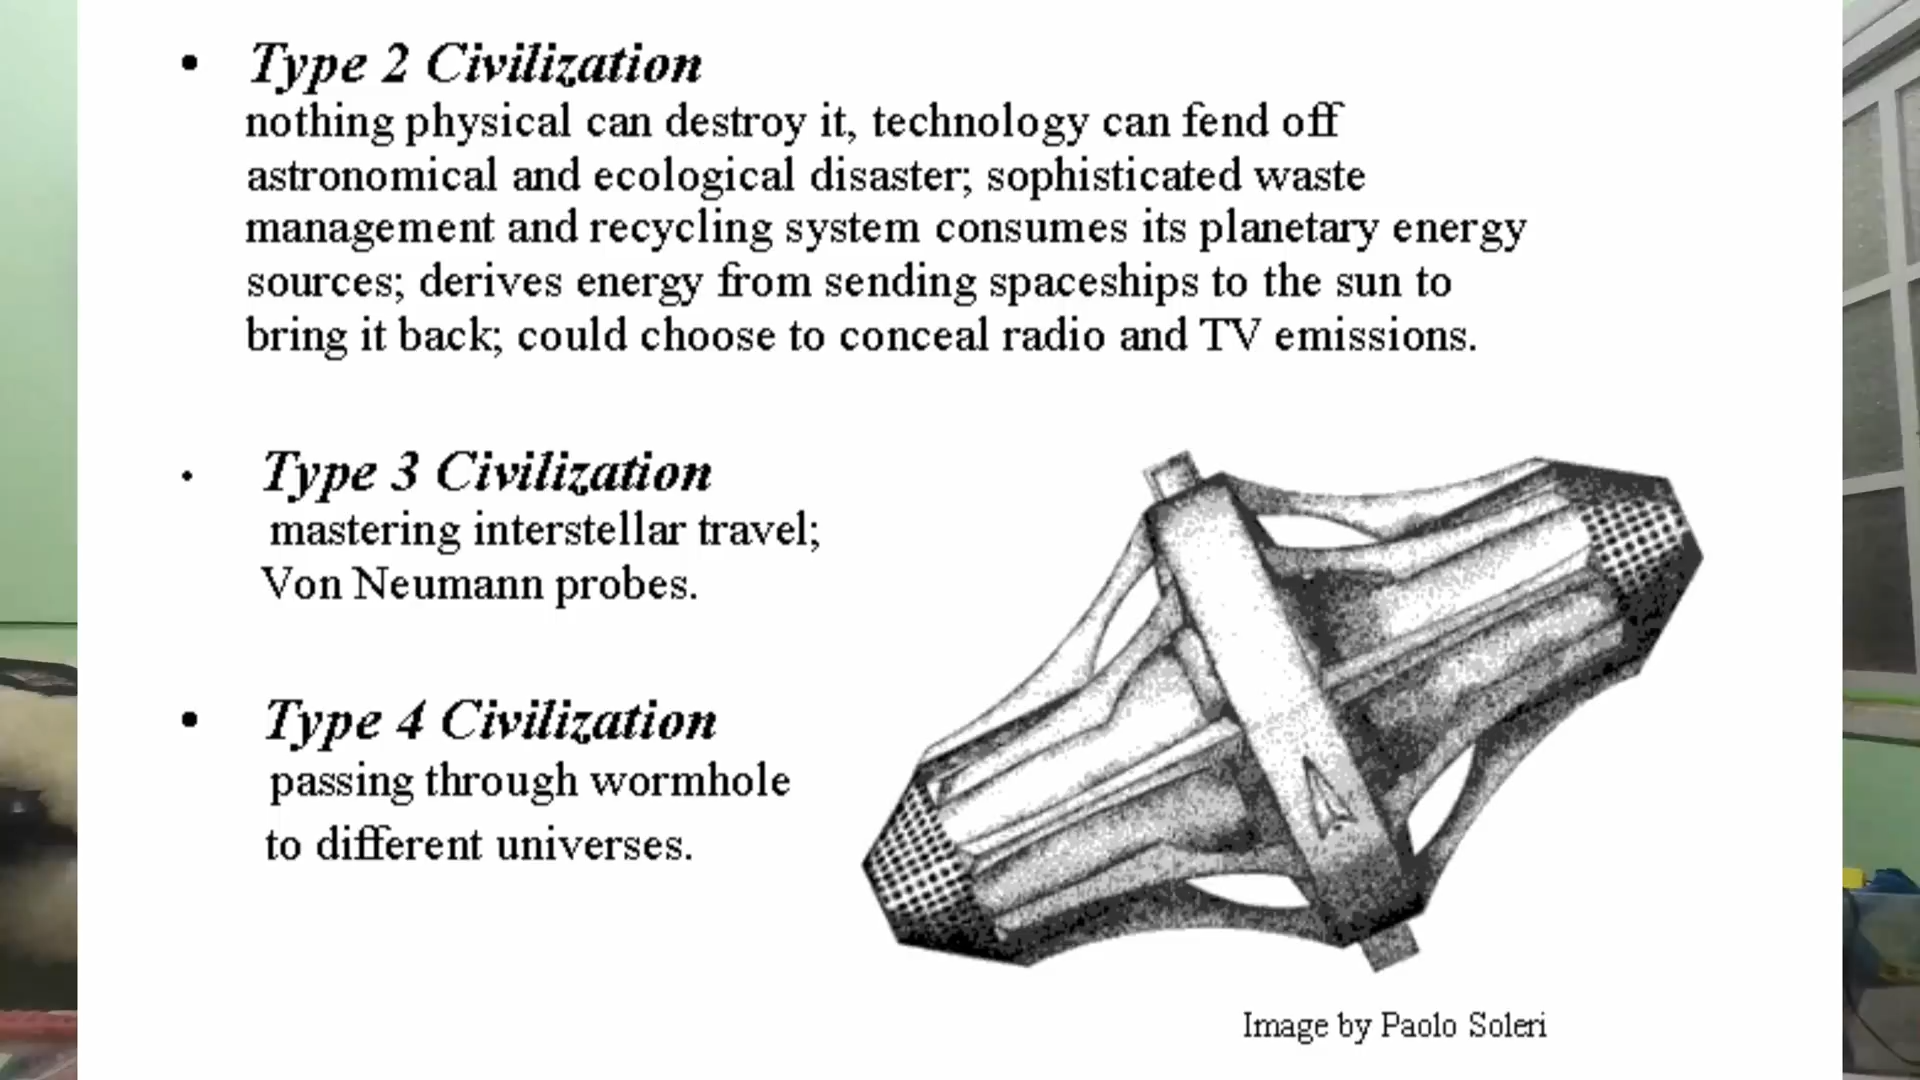 • Type 2 Civilization
nothing physical can destroy it, technology can fend off
astronomical and ecological disaster; sophisticated waste
management and recycling system consumes its planetary energy
sources; derives energy from sending spaceships to the sun to
bring it back; could choose to conceal radio and TV emissions.
• Type 3 Civilization
mastering interstellar travel;
Von Neumann probes.
• Type 4 Civilization
passing through wormhole
to different universes.
Image by Paolo Soleri